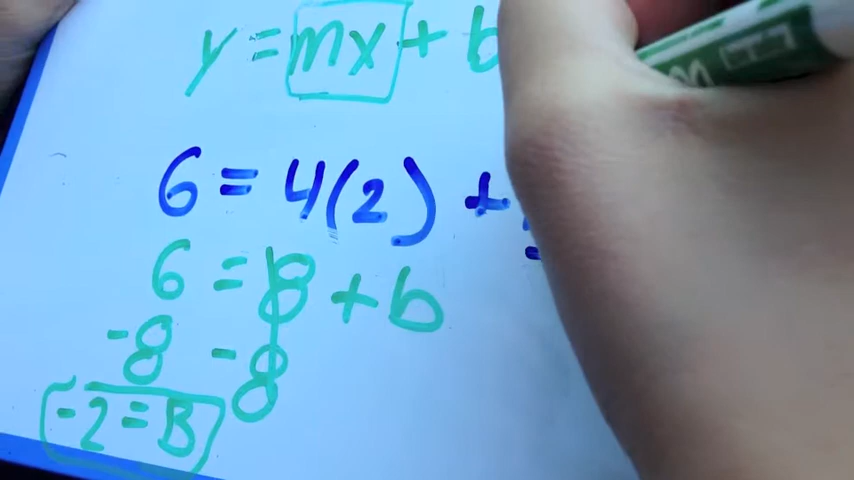 y = mx + b
6 = 4(2) +
6 = 8 + b
-8 -8
-2 = B